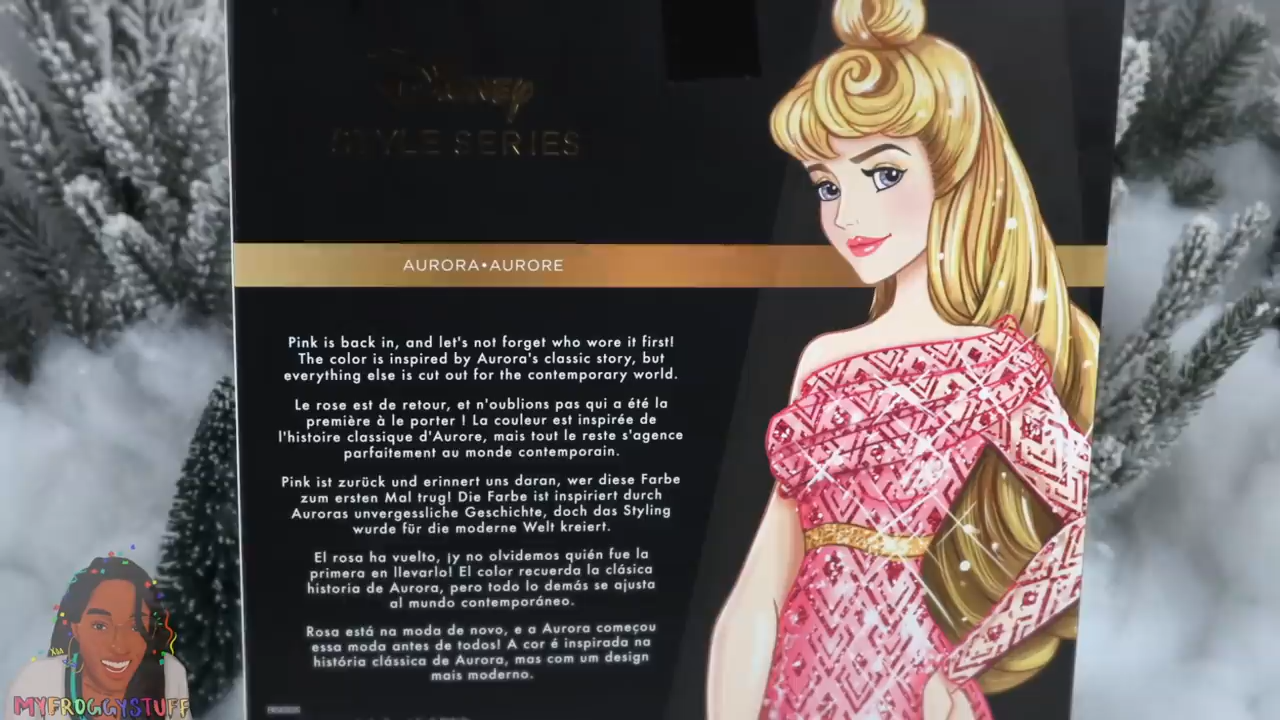 Disney
STYLE SERIES
AURORA•AURORE
Pink is back in, and let's not forget who wore it first!
The color is inspired by Aurora's classic story, but
everything else is cut out for the contemporary world.
Le rose est de retour, et n'oublions pas qui a été la
première à le porter ! La couleur est inspirée de
l'histoire classique d'Aurore, mais tout le reste s'agence
parfaitement au monde contemporain.
Pink ist zurück und erinnert uns daran, wer diese Farbe
zum ersten Mal trug! Die Farbe ist inspiriert durch
Auroras unvergessliche Geschichte, doch das Styling
wurde für die moderne Welt kreiert.
El rosa ha vuelto, ¡y no olvidemos quién fue la
primera en llevarlo! El color recuerda la clásica
historia de Aurora, pero todo lo demás se ajusta
al mundo contemporáneo.
Rosa está na moda de novo, e a Aurora começou
essa moda antes de todos! A cor é inspirada na
história clássica de Aurora, mas com um design
mais moderno.
MYFROGGYSTUFF